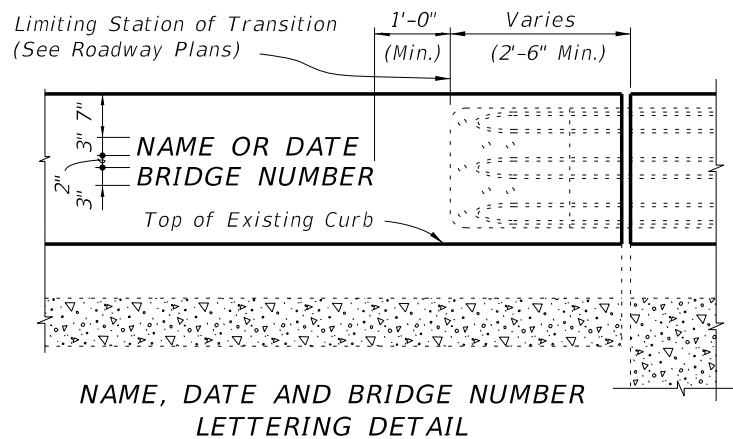 Limiting Station of Transition
(See Roadway Plans)
1'-0"
(Min.)
Varies
(2'-6" Min.)
7"
3"
2"
3"
NAME OR DATE
BRIDGE NUMBER
Top of Existing Curb
NAME, DATE AND BRIDGE NUMBER
LETTERING DETAIL